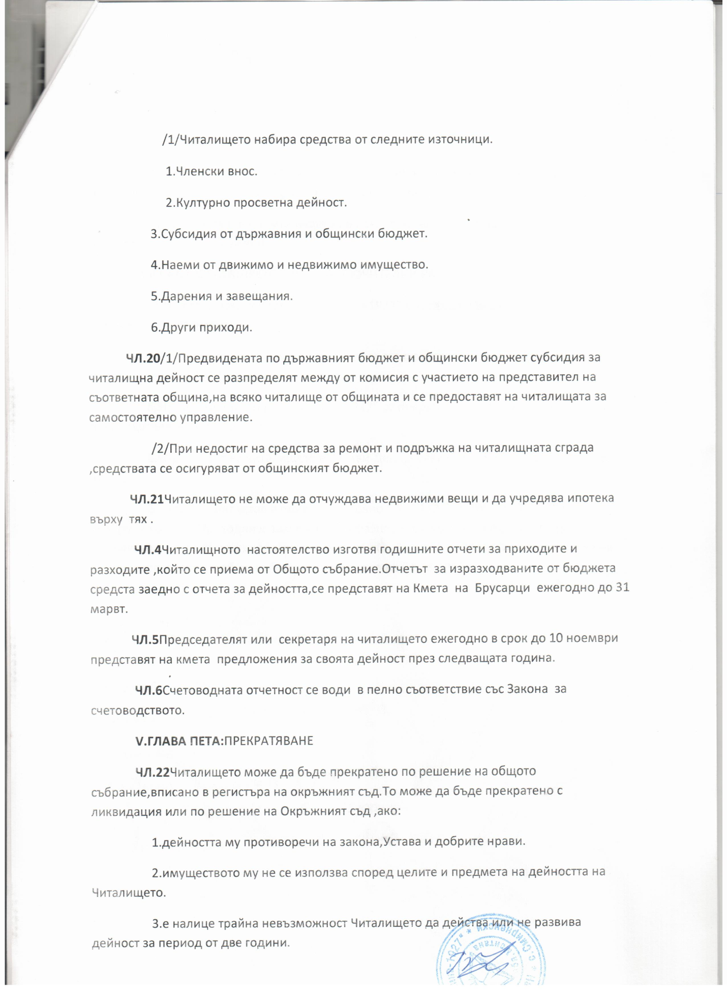 /1/Читалището набира средства от следните източници.
1.Членски внос.
2.Културно просветна дейност.
3.Субсидия от държавния и общински бюджет.
4.Наеми от движимо и недвижимо имущество.
5.Дарения и завещания.
6.Други приходи.
ЧЛ.20/1/Предвидената по държавният бюджет и общински бюджет субсидия за
читалищна дейност се разпределят между от комисия с участието на представител на
съответната община,на всяко читалище от общината и се предоставят на читалищата за
самостоятелно управление.
/2/При недостиг на средства за ремонт и подръжка на читалищната сграда
,средствата се осигуряват от общинският бюджет.
ЧЛ.21Читалището не може да отчуждава недвижими вещи и да учредява ипотека
върху  тях .
ЧЛ.4Читалищното  настоятелство изготвя годишните отчети за приходите и
разходите ,който се приема от Общото събрание.Отчетът  за изразходваните от бюджета
средста заедно с отчета за дейността,се представят на Кмета  на  Брусарци  ежегодно до 31
марвт.
ЧЛ.5Председателят или  секретаря на читалището ежегодно в срок до 10 ноември
представят на кмета  предложения за своята дейност през следващата година.
ЧЛ.6Счетоводната отчетност се води  в пелно съответствие със Закона  за
счетоводството.
V.ГЛАВА ПЕТА:ПРЕКРАТЯВАНЕ
ЧЛ.22Читалището може да бъде прекратено по решение на общото
събрание,вписано в регистъра на окръжният съд.То може да бъде прекратено с
ликвидация или по решение на Окръжният съд ,ако:
1.дейността му противоречи на закона,Устава и добрите нрави.
2.имуществото му не се използва според целите и предмета на дейността на
Читалището.
3.е налице трайна невъзможност Читалището да действа или не развива
дейност за период от две години.
1927" * с.Смирненски *
Монтана